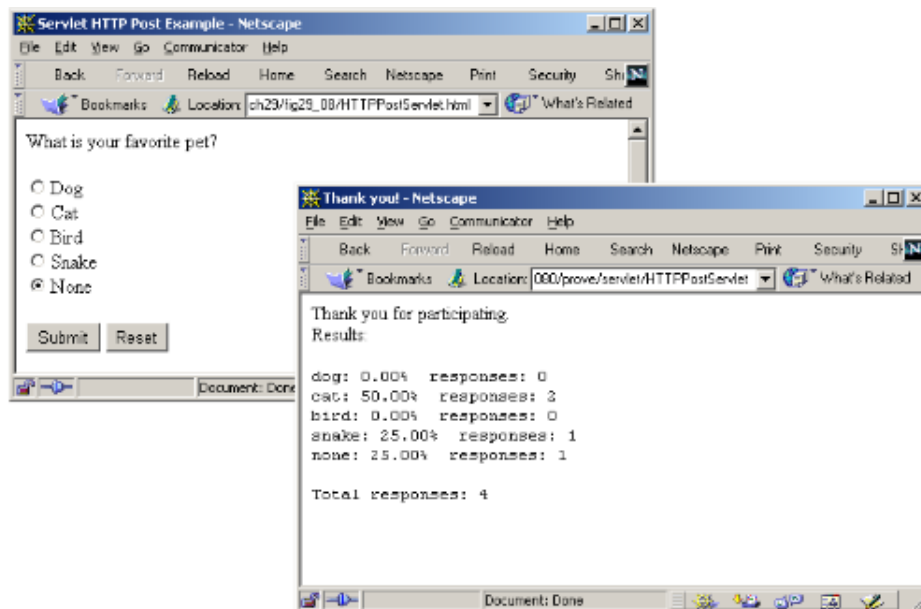 Servlet HTTP Post Example - Netscape
File Edit View Go Communicator Help
Back Forward Reload Home Search Netscape Print Security
Bookmarks Location: ch29/fig29_08/HTTPPostServlet.html What's Related
What is your favorite pet?
Dog
Cat
Bird
Snake
None
Submit Reset
Document: Done
Thank you! - Netscape
File Edit View Go Communicator Help
Back Forward Reload Home Search Netscape Print Security
Bookmarks Location: 080/prove/servlet/HTTPPostServlet What's Related
Thank you for participating.
Results:
dog: 0.00% responses: 0
cat: 50.00% responses: 2
bird: 0.00% responses: 0
snake: 25.00% responses: 1
none: 25.00% responses: 1
Total responses: 4
Document: Done